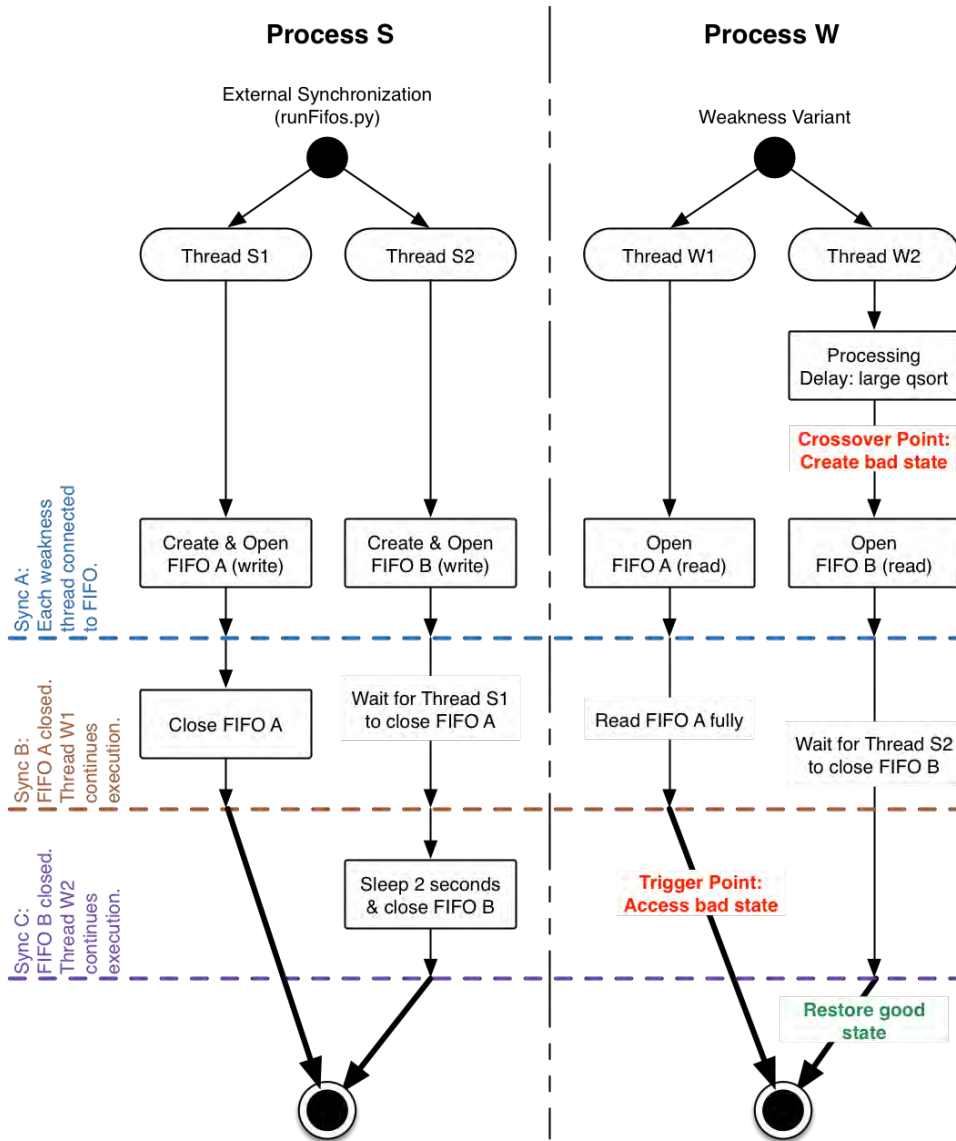 Process S
Process W
External Synchronization
(runFifos.py)
Weakness Variant
Thread S1
Thread S2
Thread W1
Thread W2
Processing
Delay: large qsort
Crossover Point:
Create bad state
Create & Open
FIFO A (write)
Create & Open
FIFO B (write)
Open
FIFO A (read)
Open
FIFO B (read)
Sync A:
Each weakness
thread connected
to FIFO.
Close FIFO A
Wait for Thread S1
to close FIFO A
Read FIFO A fully
Wait for Thread S2
to close FIFO B
Sync B:
FIFO A closed.
Thread W1
continues
execution.
Sleep 2 seconds
& close FIFO B
Trigger Point:
Access bad state
Sync C:
FIFO B closed.
Thread W2
continues
execution.
Restore good
state